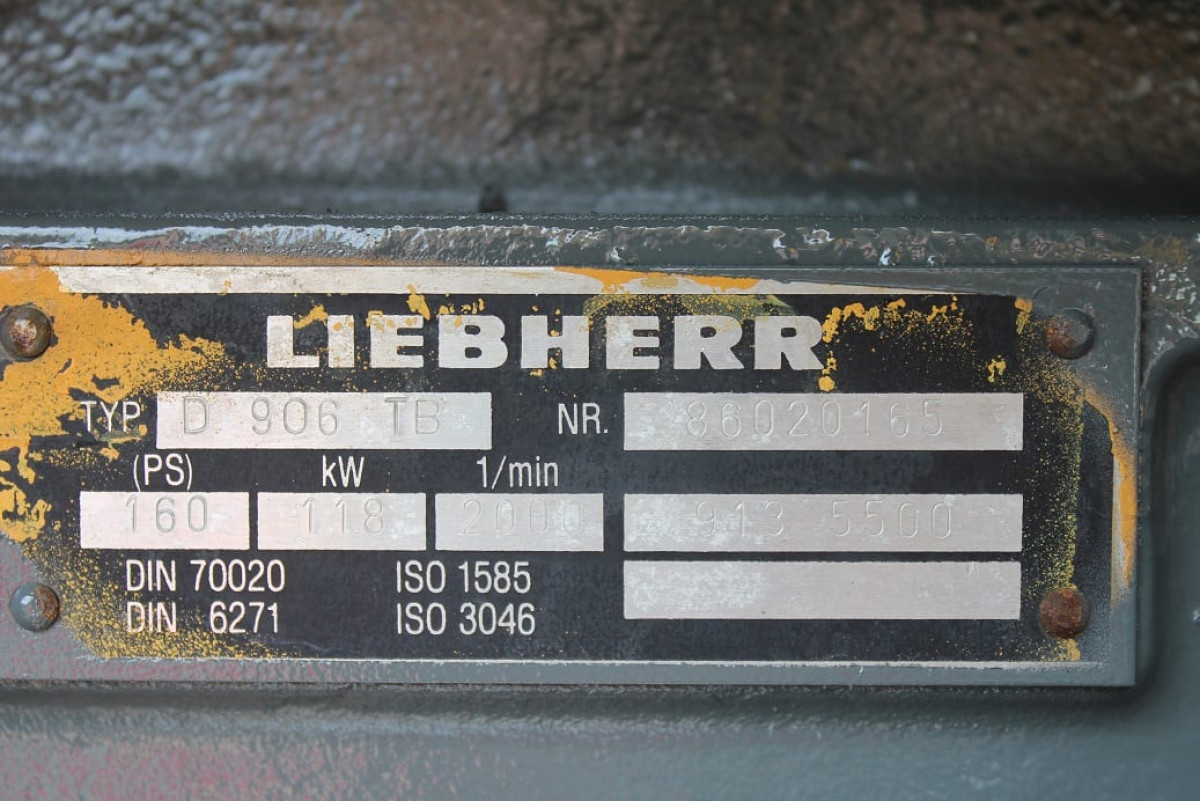 LIEBHERR
TYP D 906 TB NR. 86020165
(PS) kW 1/min
160 118 2000 913 5500
DIN 70020 ISO 1585
DIN 6271 ISO 3046